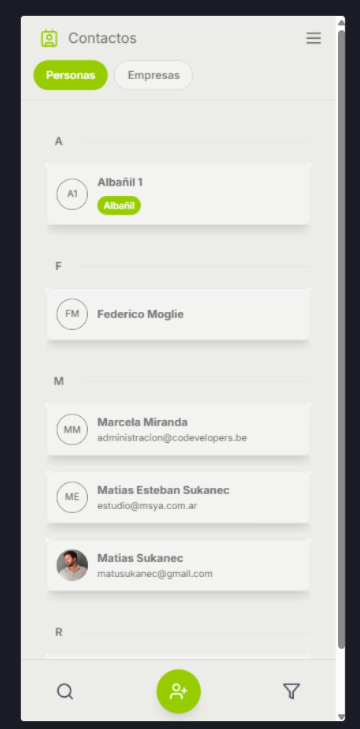 Contactos
Personas Empresas
A
A1 Albañil 1
Albañil
F
FM Federico Moglie
M
MM Marcela Miranda
administracion@codevelopers.be
ME Matias Esteban Sukanec
estudio@msya.com.ar
Matias Sukanec
matusukanec@gmail.com
R